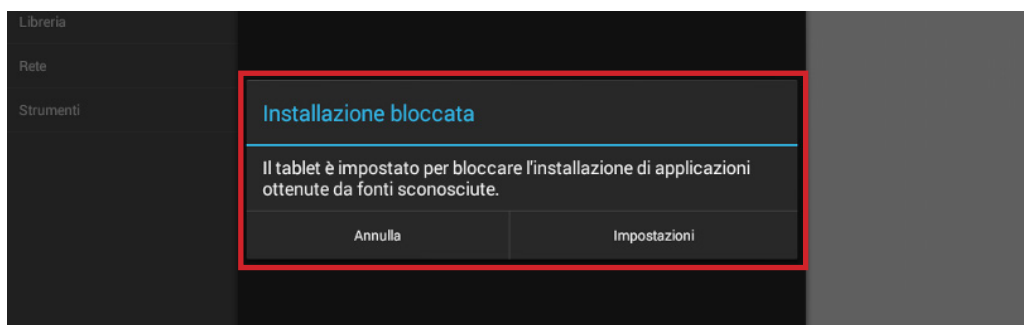 Libreria
Rete
Strumenti
Installazione bloccata
Il tablet è impostato per bloccare l'installazione di applicazioni
ottenute da fonti sconosciute.
Annulla
Impostazioni